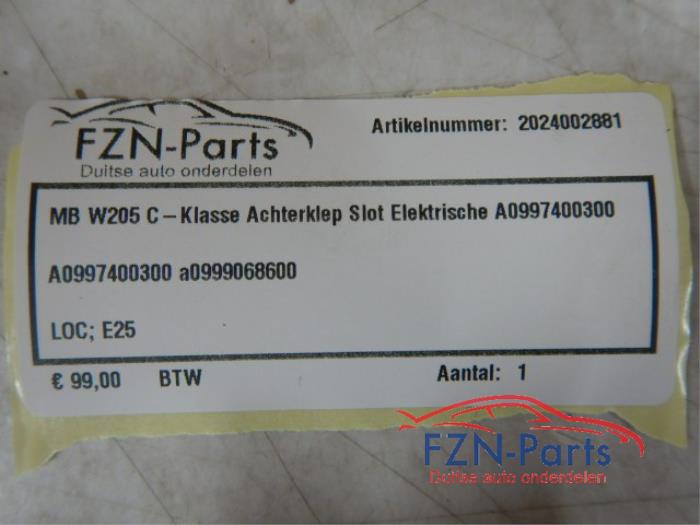 FZN-Parts
Duitse auto onderdelen
Artikelnummer: 2024002881
MB W205 C-Klasse Achterklep Slot Elektrische A0997400300
A0997400300 a0999068600
LOC; E25
€ 99,00 BTW Aantal: 1
FZN-Parts
Duitse auto onderdelen